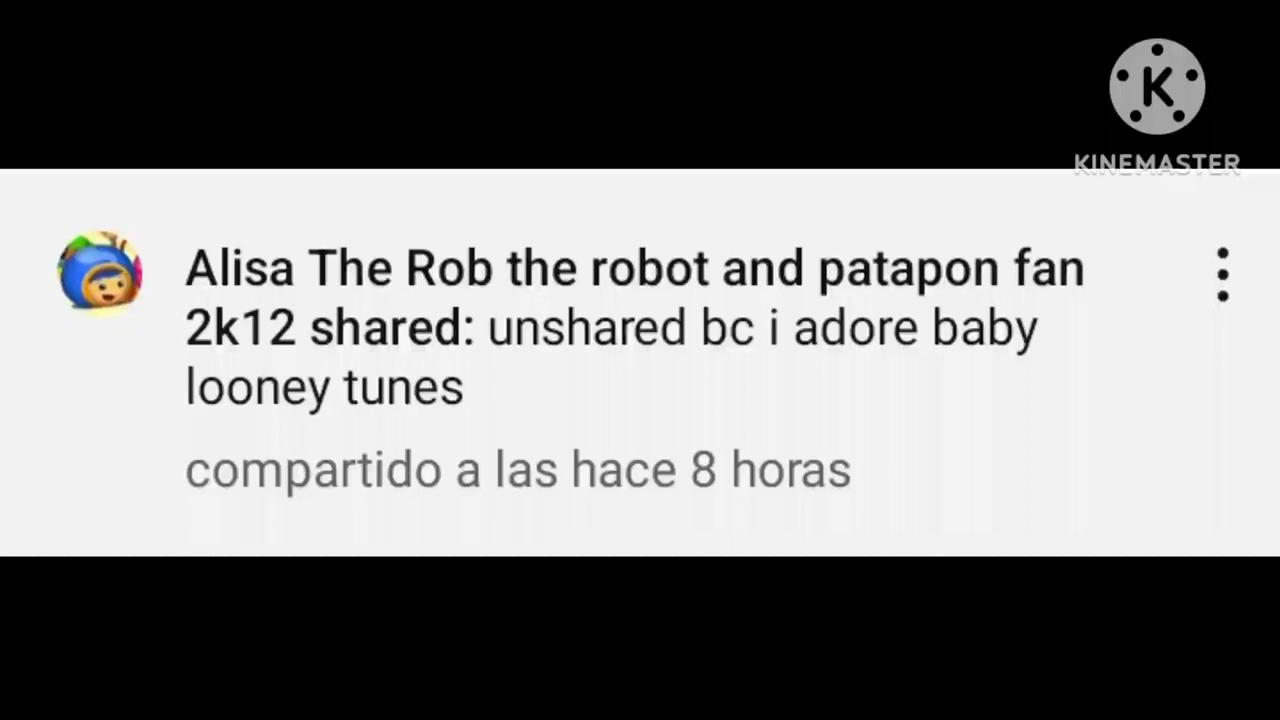 K
KINEMASTER
Alisa The Rob the robot and patapon fan
2k12 shared: unshared bc i adore baby
looney tunes
compartido a las hace 8 horas